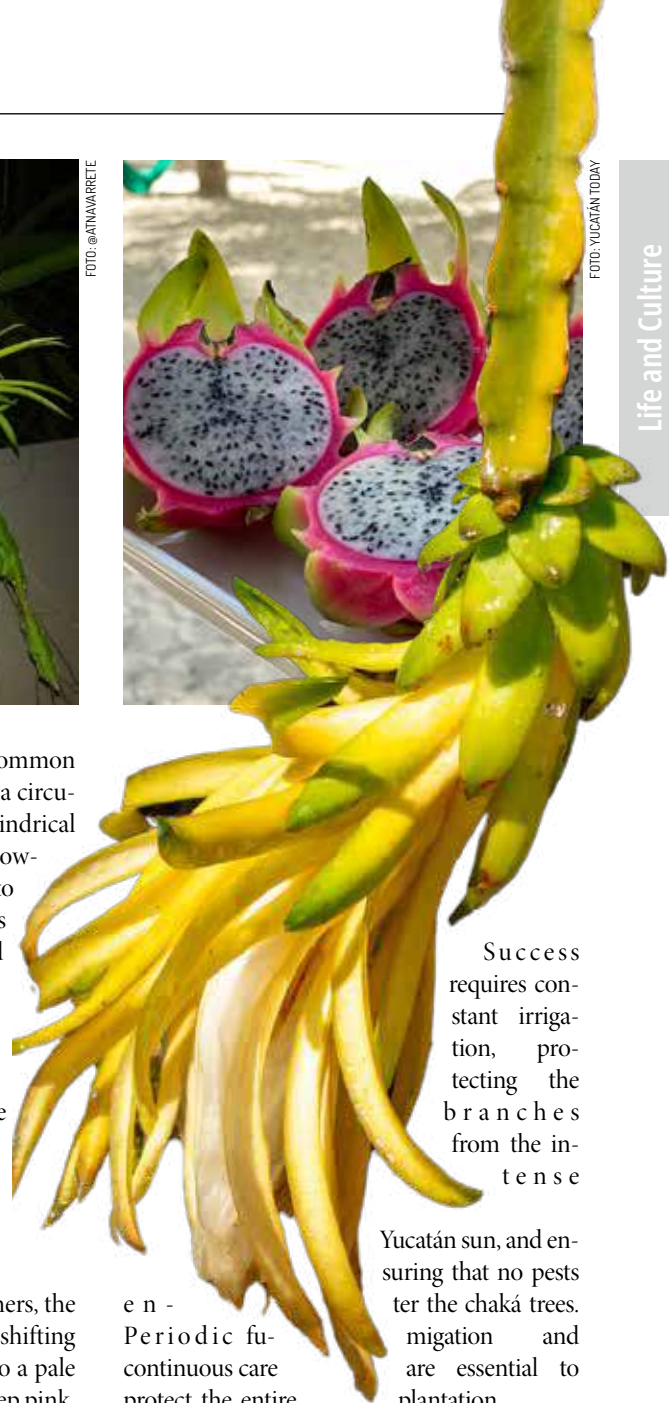 FOTO: @ATNAVARRETE
FOTO: YUCATÁN TODAY
Life and Culture
ommon
a circu-
indrical
ow-
to
s
e
ers, the
shifting
o a pale
ep pink,
Success
requires con-
stant irriga-
tion, pro-
tecting the
branches
from the in-
tense
Yucatán sun, and en-
suring that no pests
en- ter the chaká trees.
Periodic fu- migation and
continuous care are essential to
protect the entire plantation.